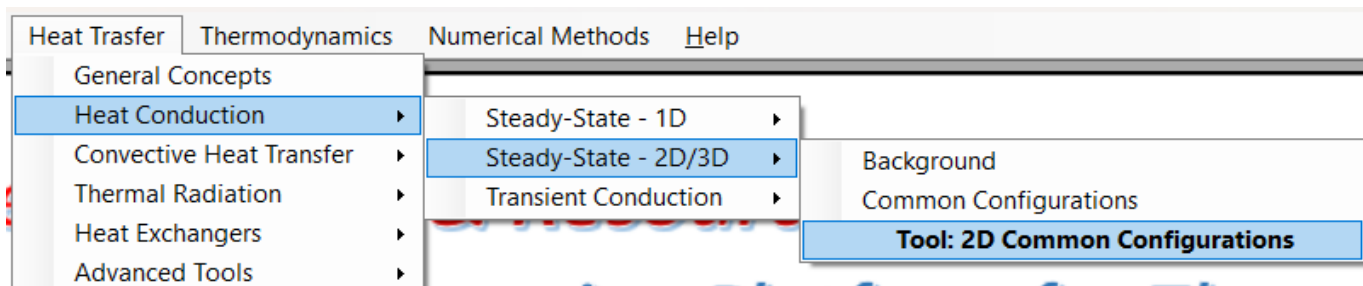 Heat Trasfer Thermodynamics Numerical Methods Help
General Concepts
Heat Conduction
Convective Heat Transfer
Thermal Radiation
Heat Exchangers
Advanced Tools
Steady-State - 1D
Steady-State - 2D/3D
Transient Conduction
Background
Common Configurations
Tool: 2D Common Configurations